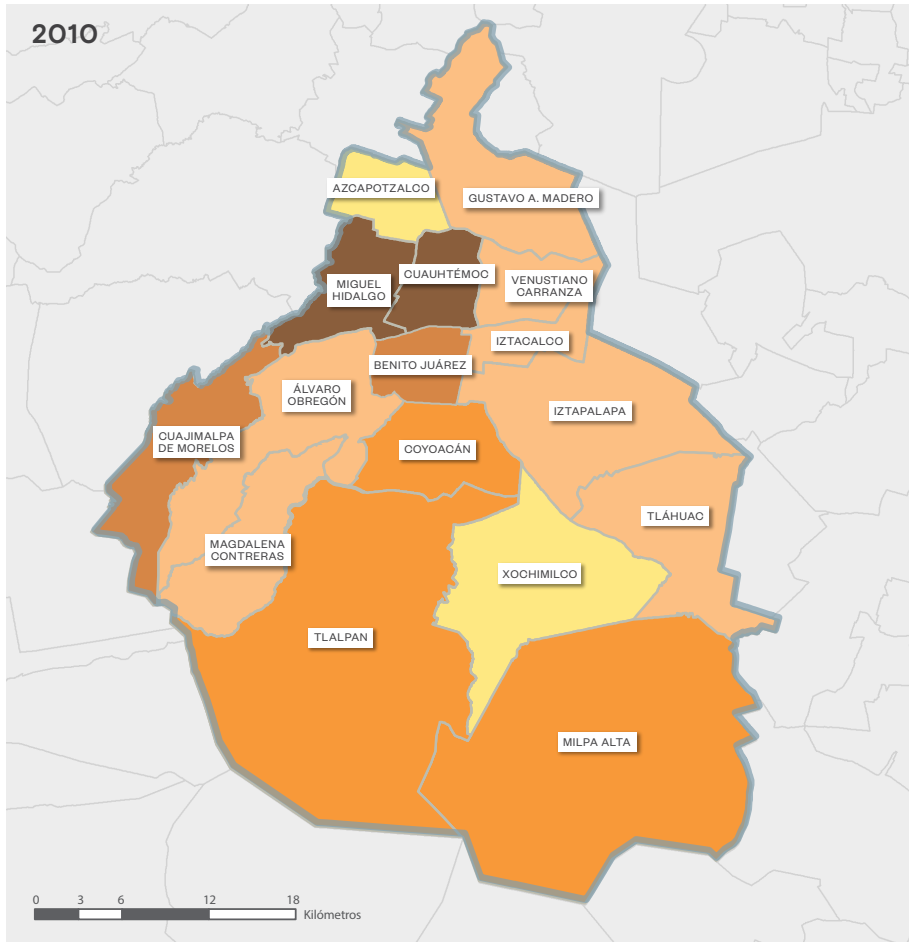 2010
AZCAPOTZALCO
GUSTAVO A. MADERO
MIGUEL
HIDALGO
CUAUHTÉMOC
VENUSTIANO
CARRANZA
IZTACALCO
BENITO JUÁREZ
ÁLVARO
OBREGÓN
IZTAPALAPA
CUAJIMALPA
DE MORELOS
COYOACÁN
TLÁHUAC
MAGDALENA
CONTRERAS
XOCHIMILCO
TLALPAN
MILPA ALTA
0 3 6 12 18
Kilómetros